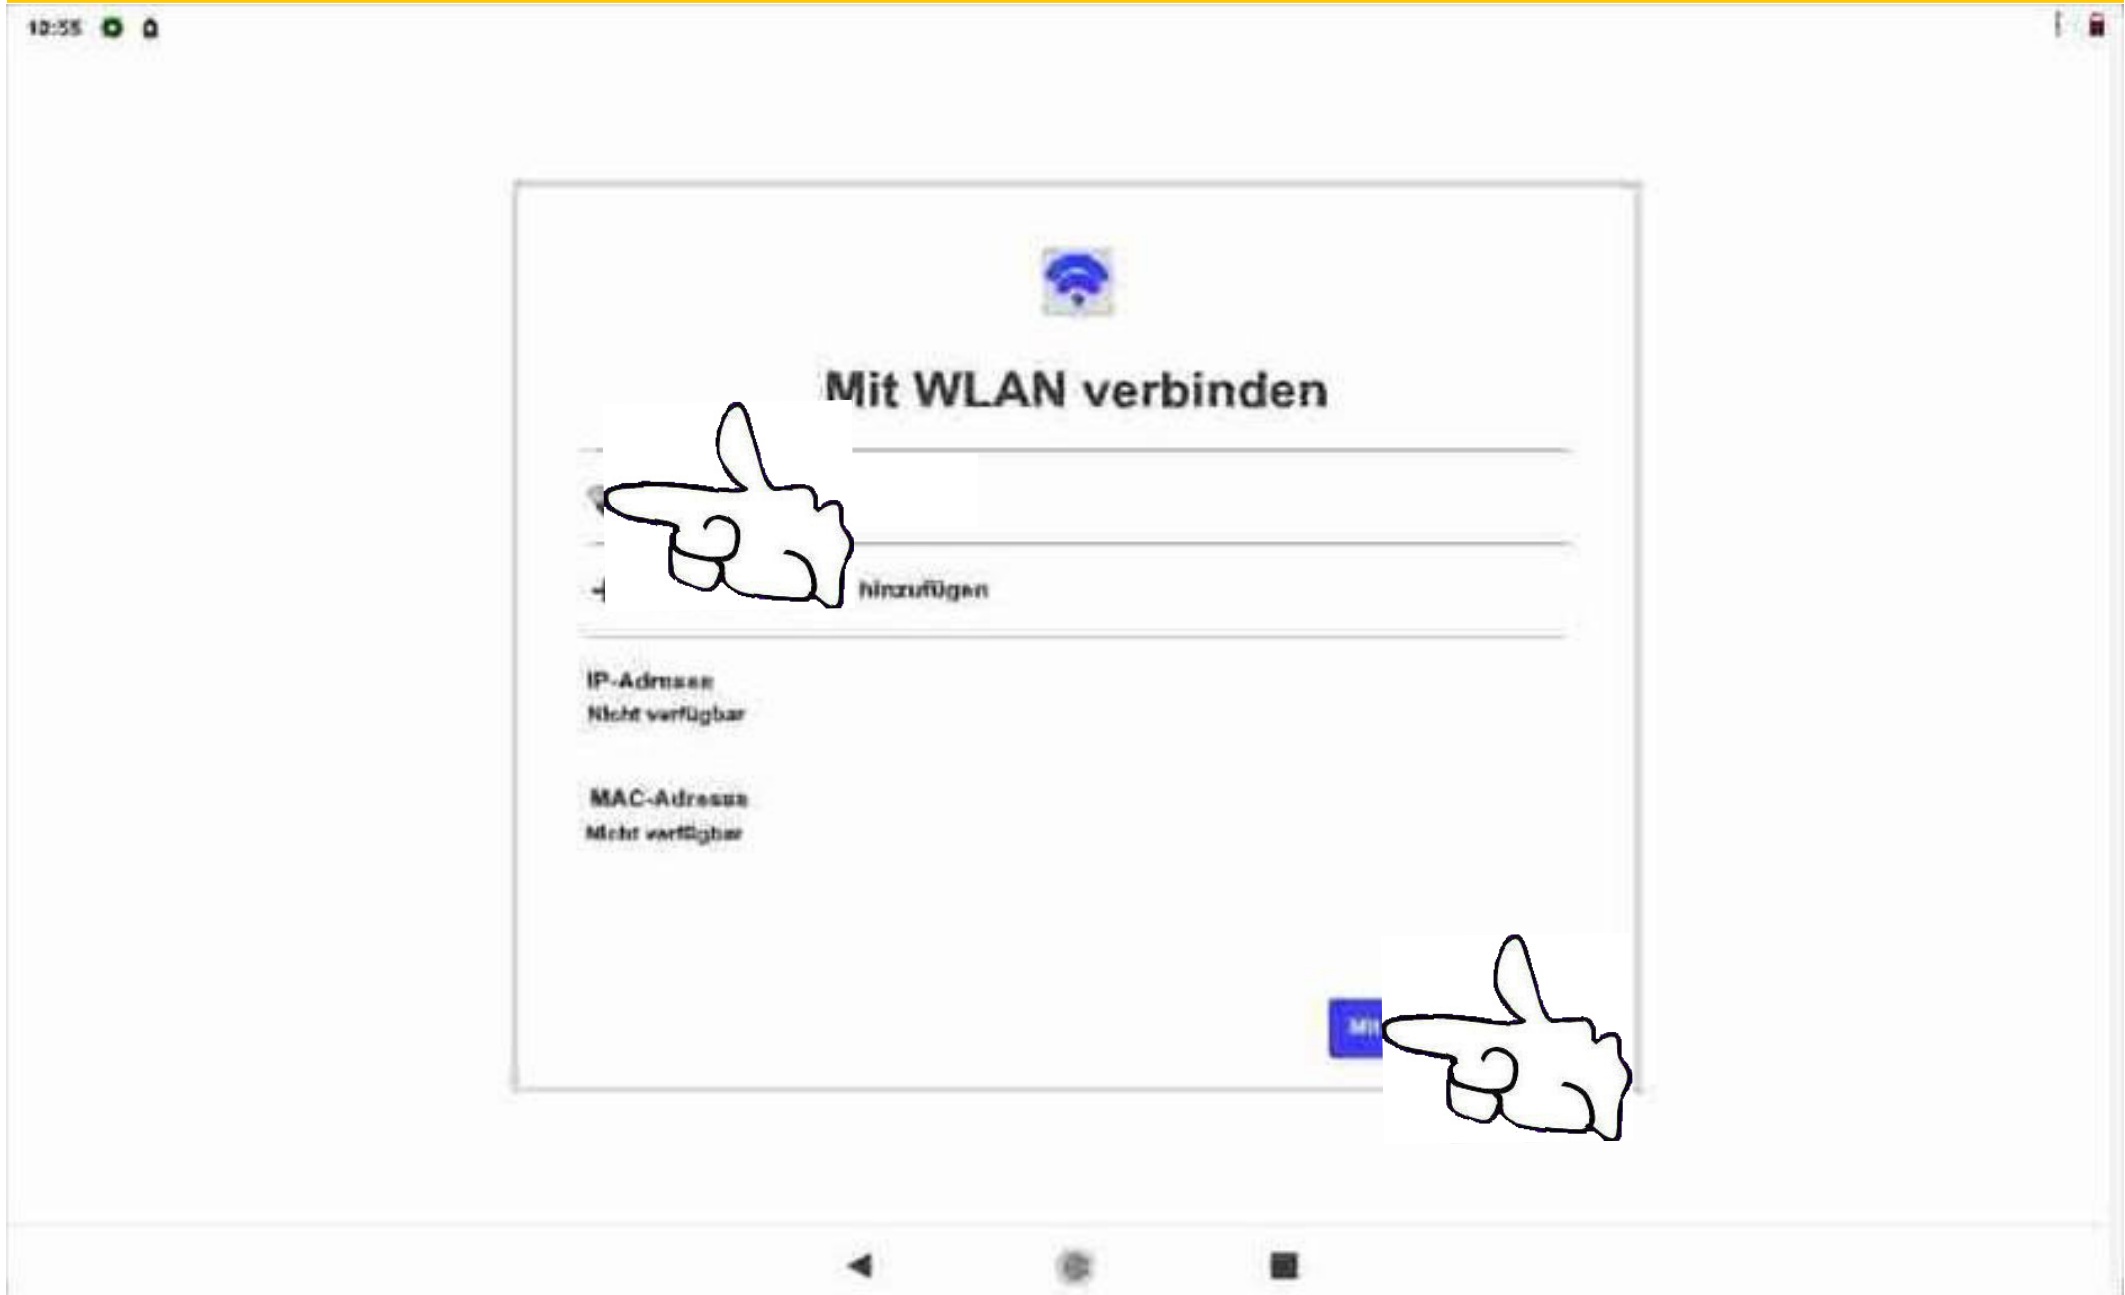 10:55
Mit WLAN verbinden
hinzufügen
IP-Adresse
Nicht verfügbar
MAC-Adresse
Nicht verfügbar